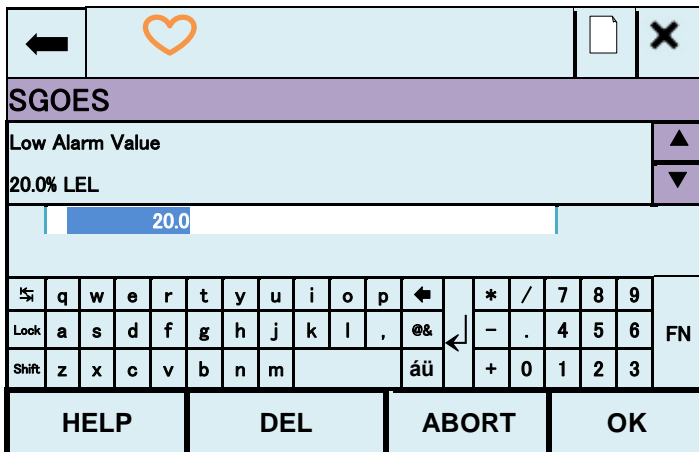 SGOES
Low Alarm Value
20.0% LEL
20.0
q w e r t y u i o p * / 7 8 9
Lock a s d f g h j k l , @& - . 4 5 6 FN
Shift z x c v b n m áü + 0 1 2 3
HELP DEL ABORT OK